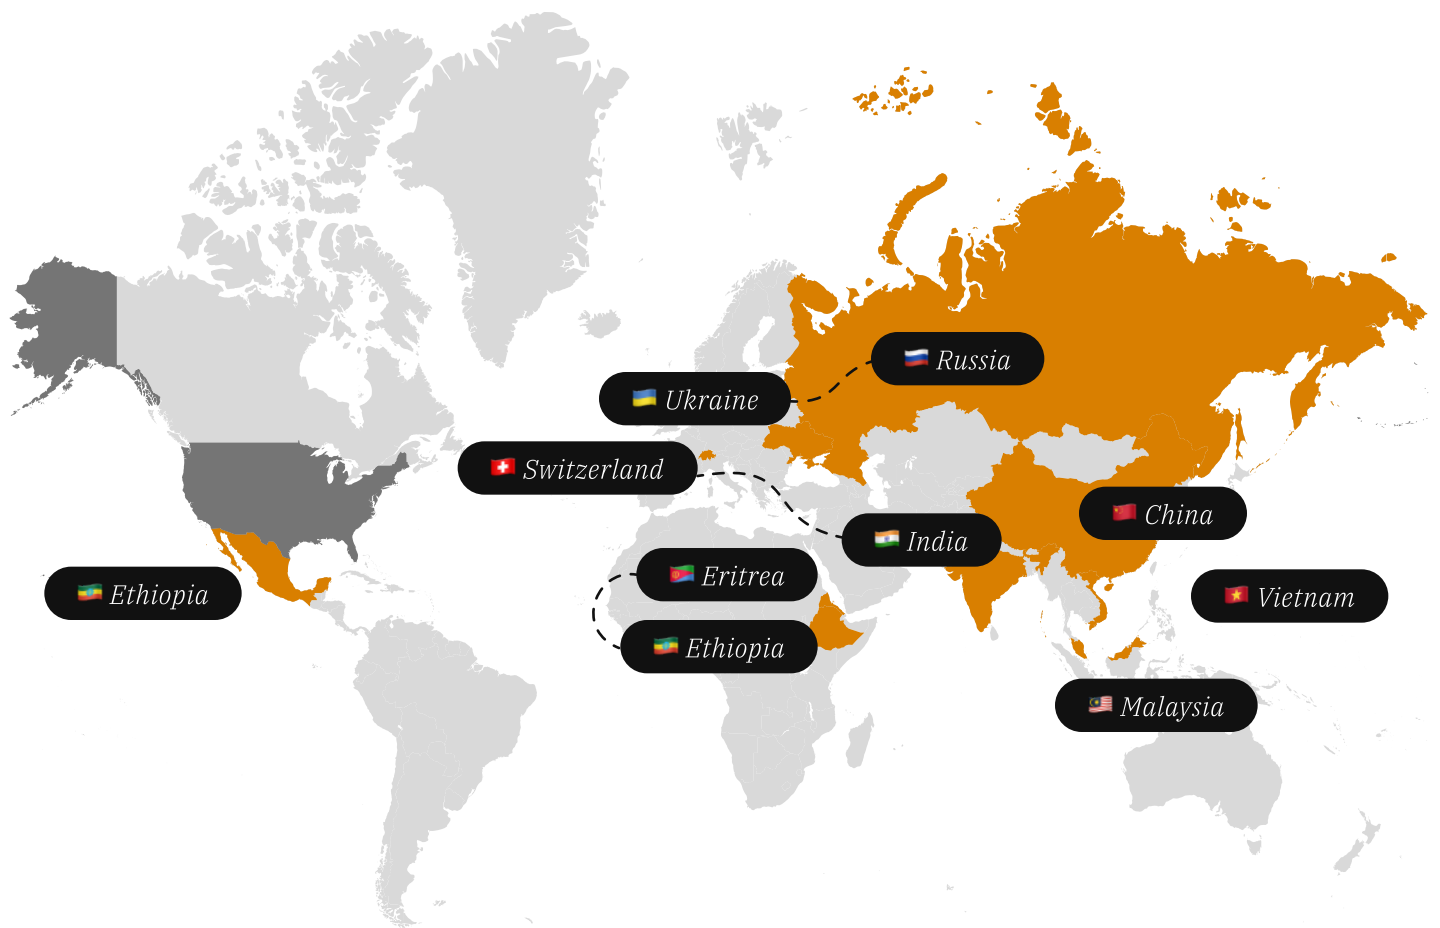 Russia
Ukraine
Switzerland
China
India
Eritrea
Ethiopia
Vietnam
Ethiopia
Malaysia